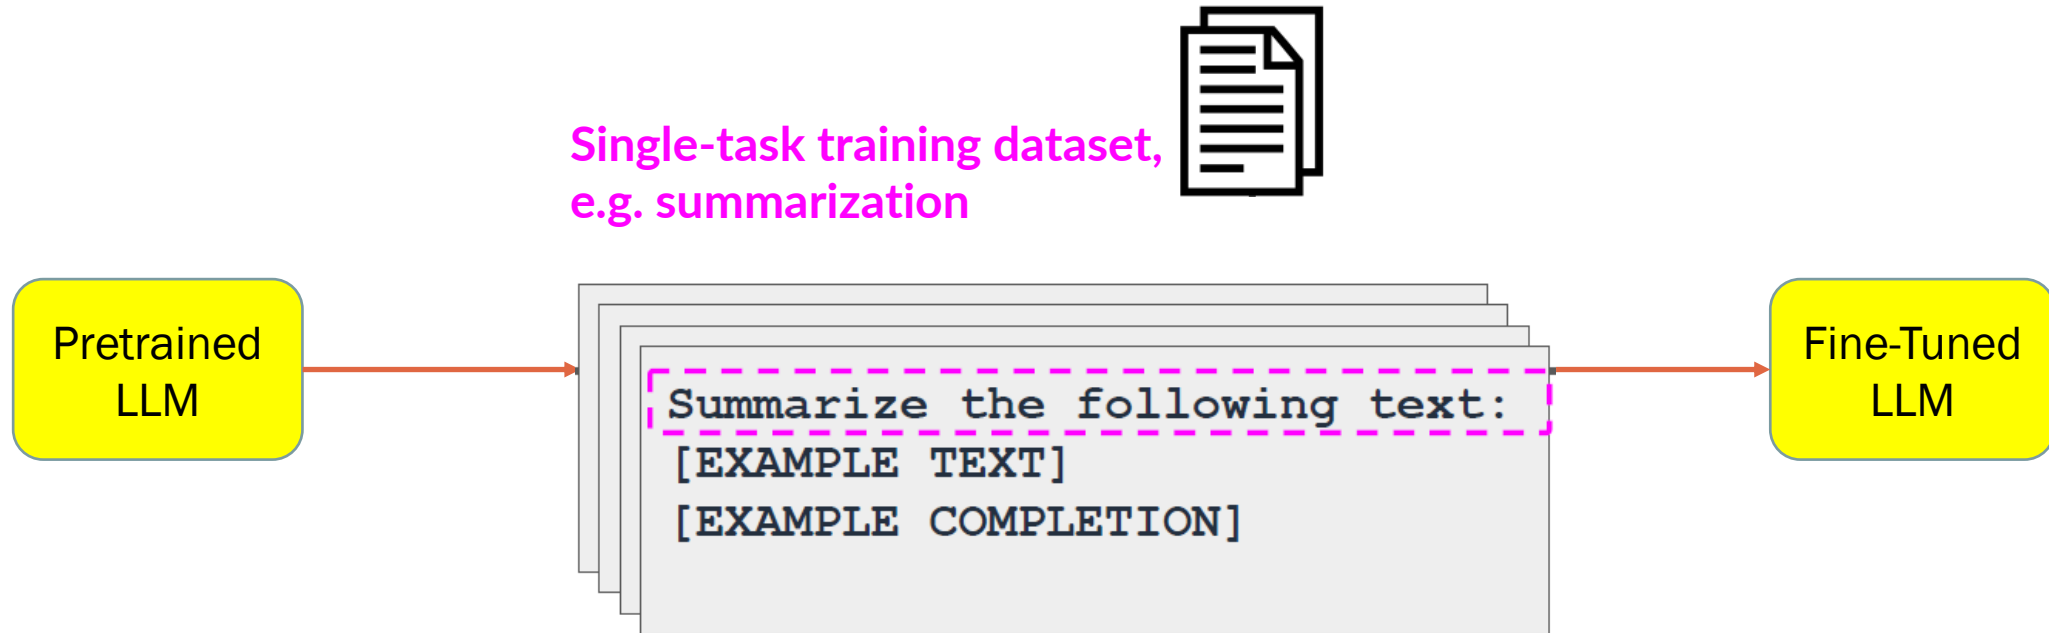 Single-task training dataset,
e.g. summarization
Pretrained
LLM
Summarize the following text:
[EXAMPLE TEXT]
[EXAMPLE COMPLETION]
Fine-Tuned
LLM